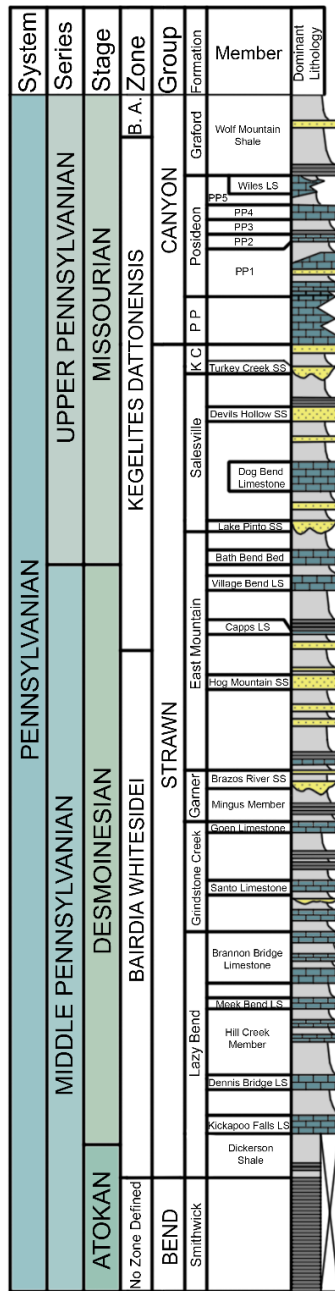 System
Series
Stage
Zone
Group
Formation
Member
Dominant
Lithology
PENNSYLVANIAN
UPPER PENNSYLVANIAN
MIDDLE PENNSYLVANIAN
MISSOURIAN
DESMOINESIAN
ATOKAN
B. A.
KEGELITES DATTONENSIS
BAIRDIA WHITESIDEI
No Zone Defined
CANYON
STRAWN
BEND
Graford
Posideon
P P
K C
Salesville
East Mountain
Garner
Grindstone Creek
Lazy Bend
Smithwick
Wolf Mountain
Shale
Wiles LS
PP5
PP4
PP3
PP2
PP1
Turkey Creek SS
Devils Hollow SS
Dog Bend
Limestone
Lake Pinto SS
Bath Bend Bed
Village Bend LS
Capps LS
Hog Mountain SS
Brazos River SS
Mingus Member
Goen Limestone
Santo Limestone
Brannon Bridge
Limestone
Meek Bend LS
Hill Creek
Member
Dennis Bridge LS
Kickapoo Falls LS
Dickerson
Shale